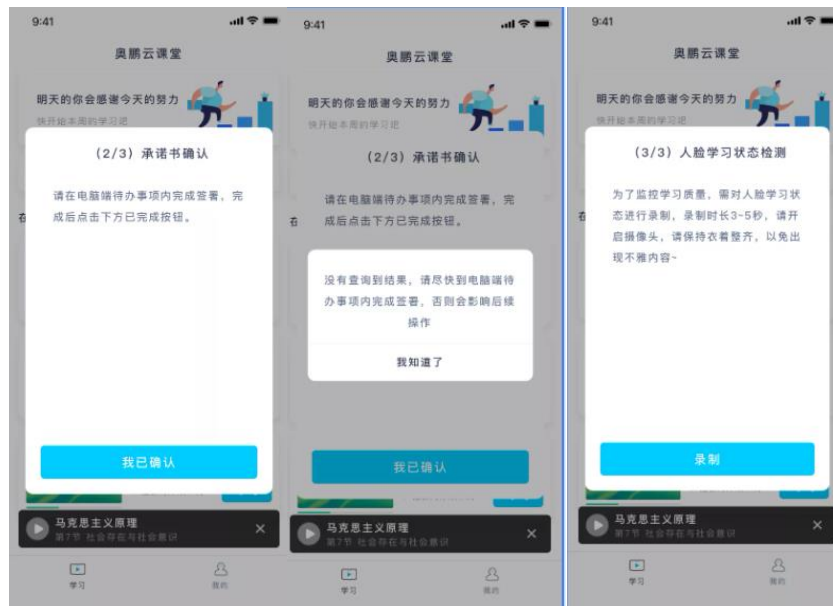 9:41
奥鹏云课堂
明天的你会感谢今天的努力
快开始本周的学习吧
（2/3）承诺书确认
请在电脑端待办事项内完成签署，完
成后点击下方已完成按钮。
在
我已确认
马克思主义原理
第7节 社会存在与社会意识
学习
我的
9:41
奥鹏云课堂
明天的你会感谢今天的努力
快开始本周的学习吧
（2/3）承诺书确认
请在电脑端待办事项内完成签署，完
成后点击下方已完成按钮。
在
没有查询到结果，请尽快到电脑端待
办事项内完成签署，否则会影响后续
操作
我知道了
我已确认
马克思主义原理
第7节 社会存在与社会意识
学习
我的
9:41
奥鹏云课堂
明天的你会感谢今天的努力
快开始本周的学习吧
（3/3）人脸学习状态检测
为了监控学习质量，需对人脸学习状
态进行录制，录制时长3~5秒，请开
启摄像头，请保持衣着整齐，以免出
现不雅内容~
在
录制
马克思主义原理
第7节 社会存在与社会意识
学习
我的